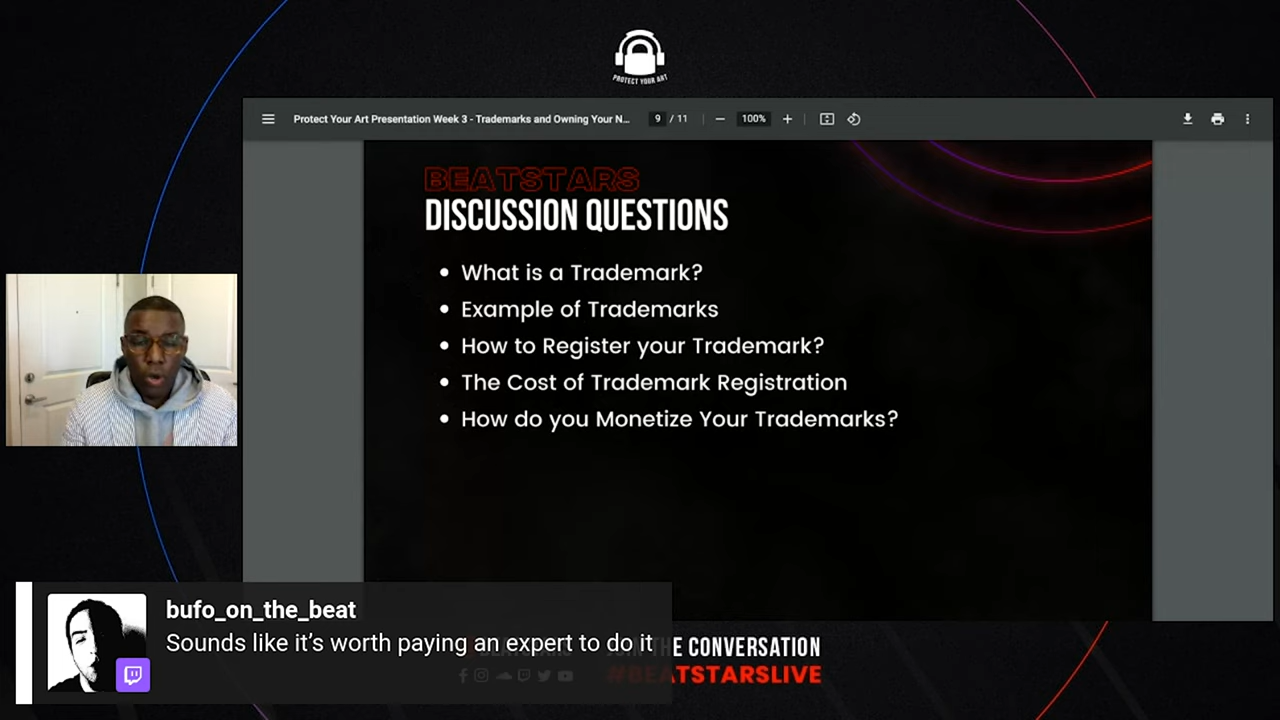 PROTECT YOUR ART
Protect Your Art Presentation Week 3 - Trademarks and Owning Your N...
9 / 11
100%
BEATSTARS
DISCUSSION QUESTIONS
• What is a Trademark?
• Example of Trademarks
• How to Register your Trademark?
• The Cost of Trademark Registration
• How do you Monetize Your Trademarks?
bufo_on_the_beat
Sounds like it’s worth paying an expert to do it
THE CONVERSATION
#BEATSTARSLIVE